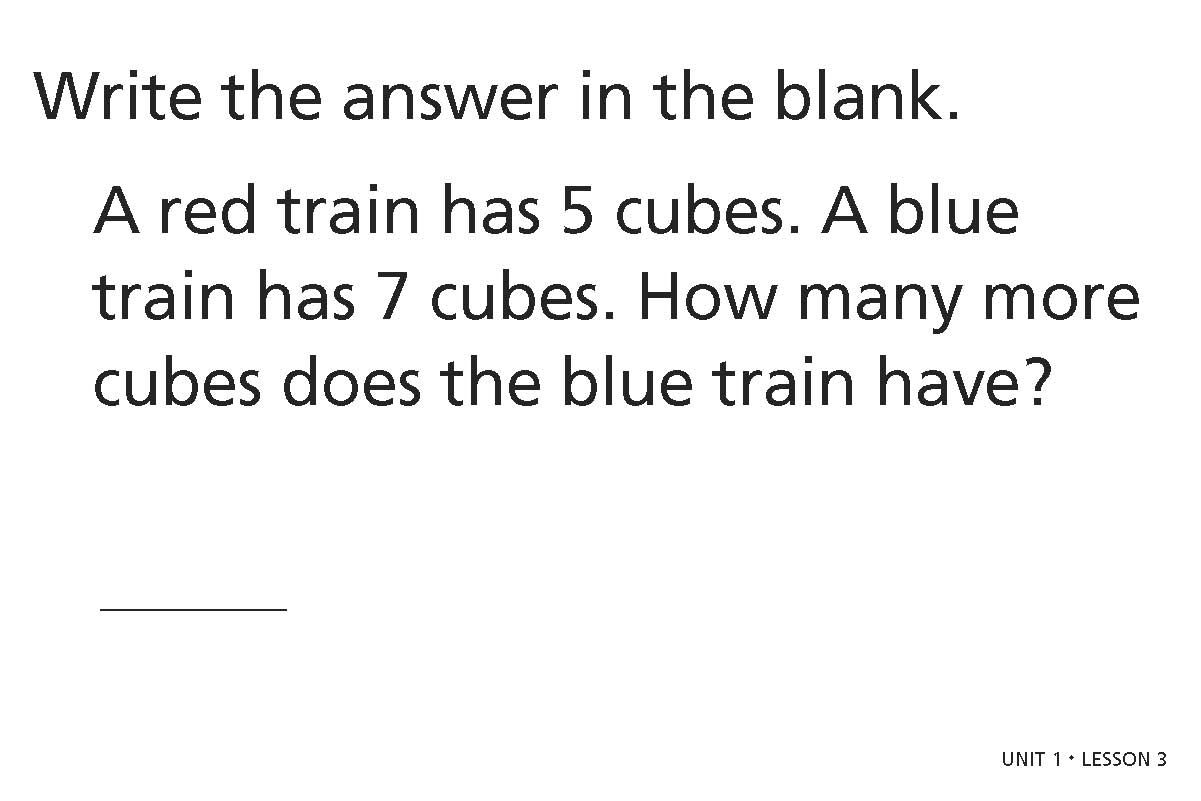 Write the answer in the blank.
A red train has 5 cubes. A blue
train has 7 cubes. How many more
cubes does the blue train have?
UNIT 1 • LESSON 3